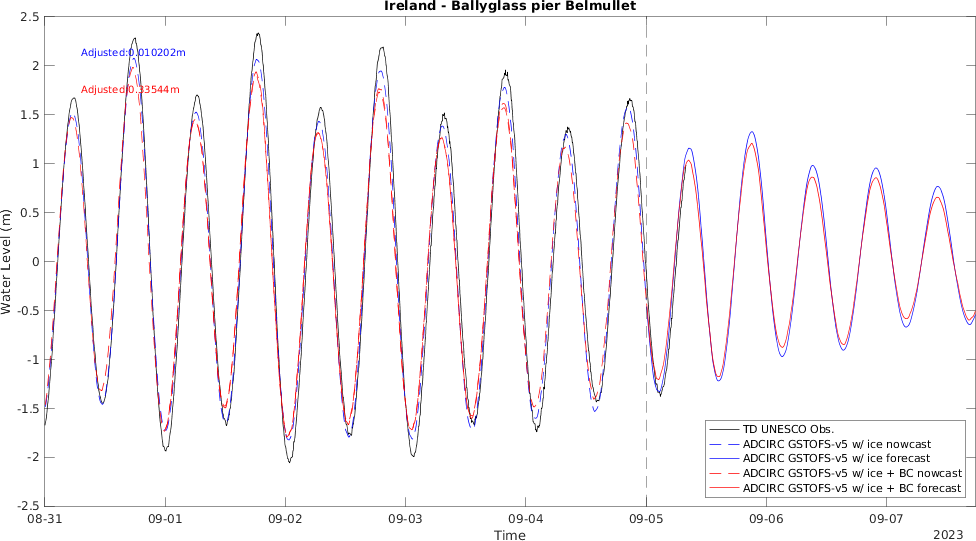 Ireland - Ballyglass pier Belmullet
2.5
2
1.5
1
0.5
0
-0.5
-1
-1.5
-2
-2.5
Water Level (m)
Adjusted:0.010202m
Adjusted:0.33544m
TD UNESCO Obs.
ADCIRC GSTOFS-v5 w/ ice nowcast
ADCIRC GSTOFS-v5 w/ ice forecast
ADCIRC GSTOFS-v5 w/ ice + BC nowcast
ADCIRC GSTOFS-v5 w/ ice + BC forecast
08-31 09-01 09-02 09-03 09-04 09-05 09-06 09-07
Time
2023